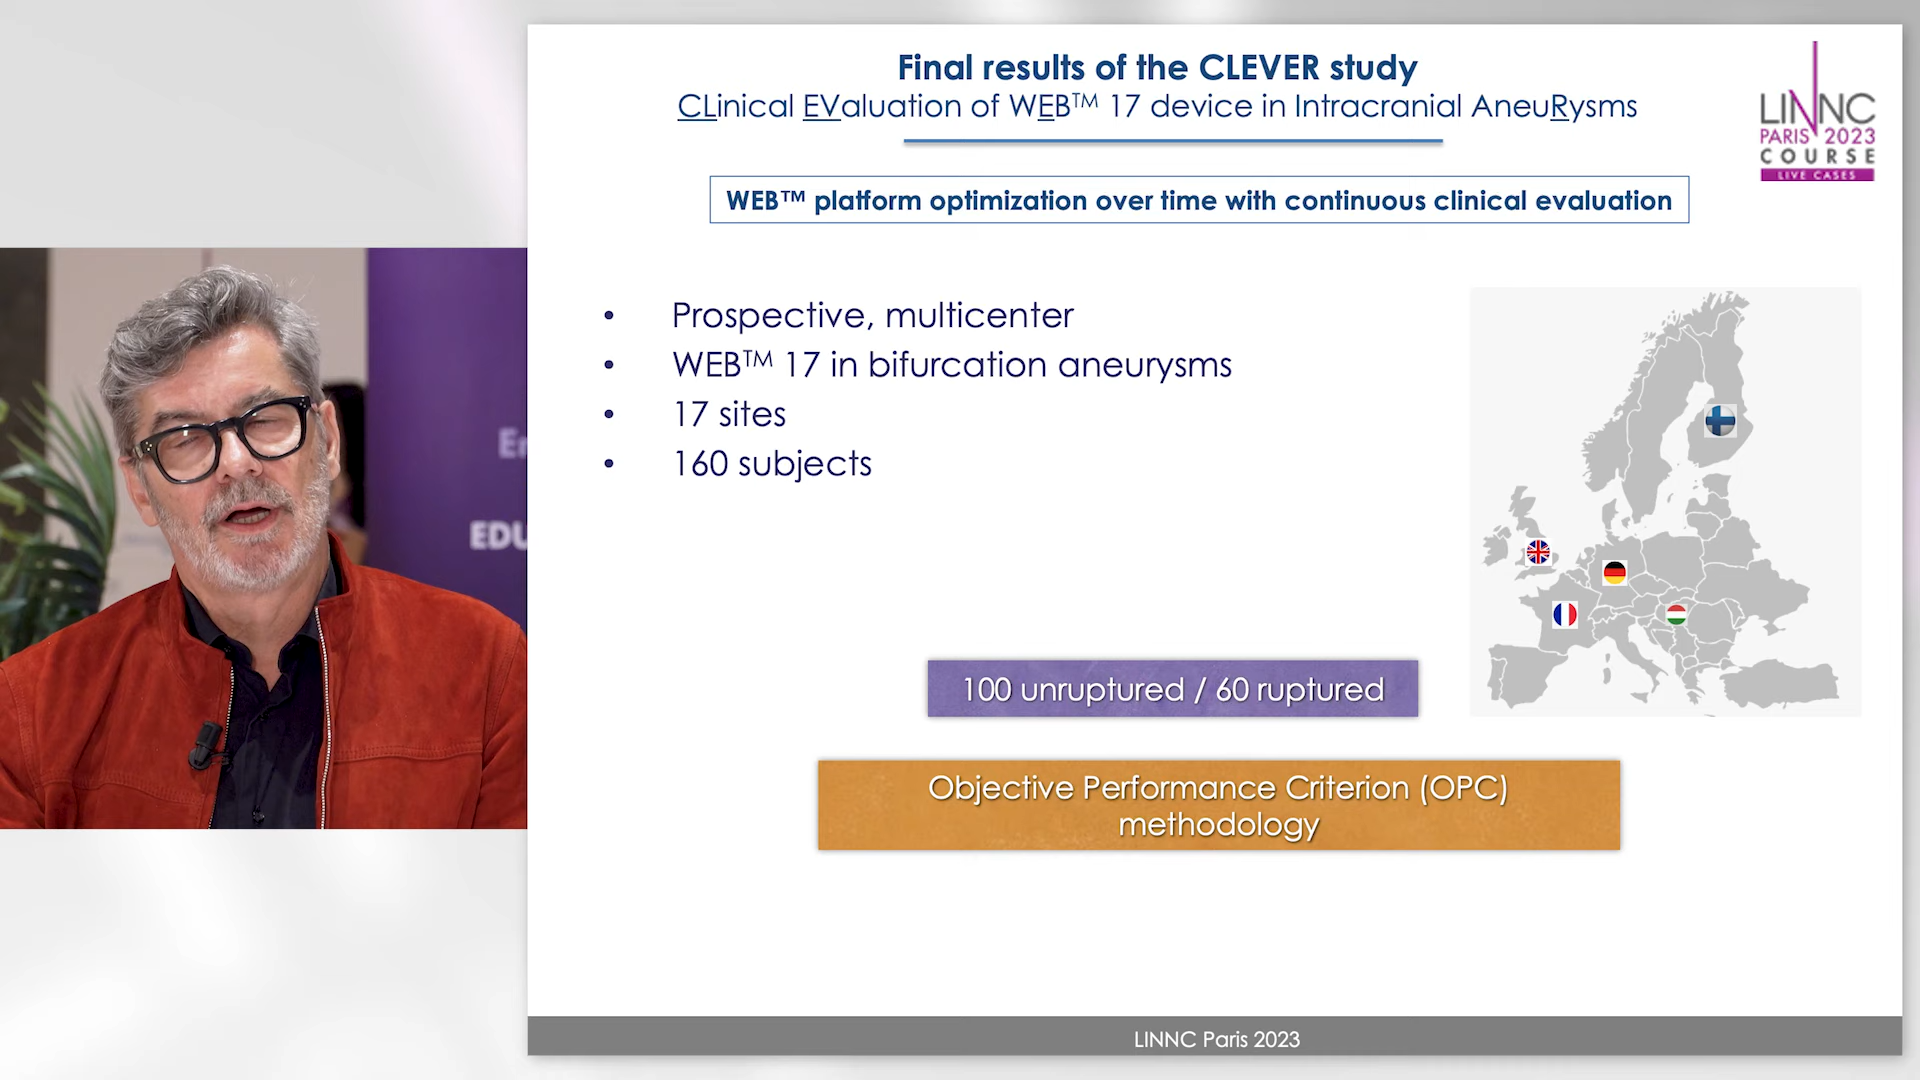 Final results of the CLEVER study
CLinical EValuation of WEB™ 17 device in Intracranial AneuRysms
LINNC
PARIS 2023
COURSE
LIVE CASES
WEB™ platform optimization over time with continuous clinical evaluation
• Prospective, multicenter
• WEB™ 17 in bifurcation aneurysms
• 17 sites
• 160 subjects
En
EDU
100 unruptured / 60 ruptured
Objective Performance Criterion (OPC)
methodology
LINNC Paris 2023